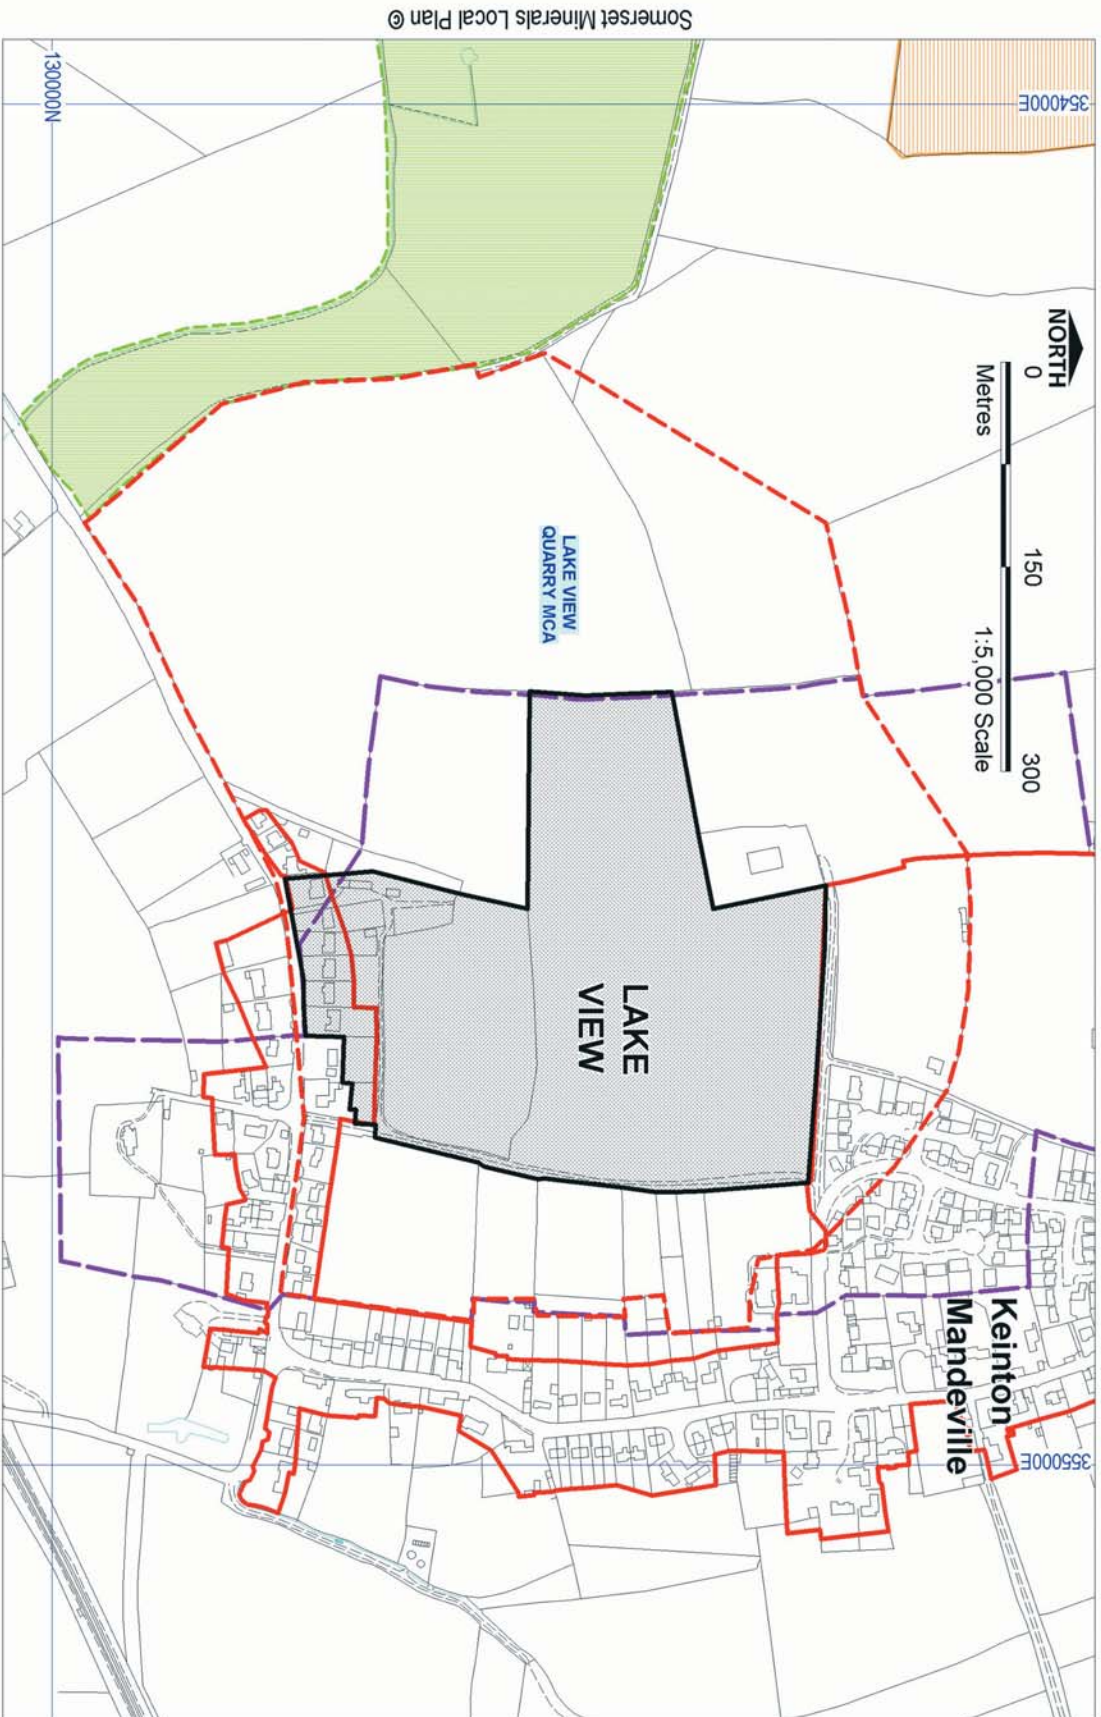 Somerset Minerals Local Plan ©
130000N
354000E
NORTH
0 150 300
Metres
1:5,000 Scale
LAKE VIEW
QUARRY MCA
LAKE
VIEW
Keinton
Mandeville
355000E